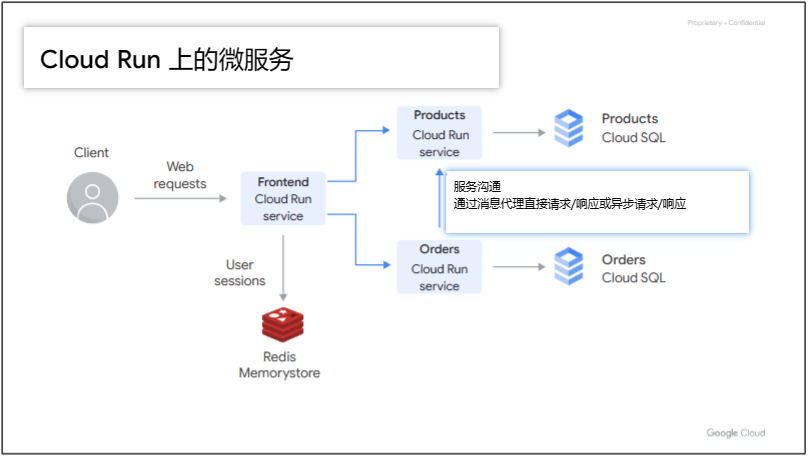 Proprietary + Confidential
Cloud Run 上的微服务
Client
Web
requests
Frontend
Cloud Run
service
User
sessions
Redis
Memorystore
Products
Cloud Run
service
Products
Cloud SQL
服务沟通
通过消息代理直接请求/响应或异步请求/响应
Orders
Cloud Run
service
Orders
Cloud SQL
Google Cloud